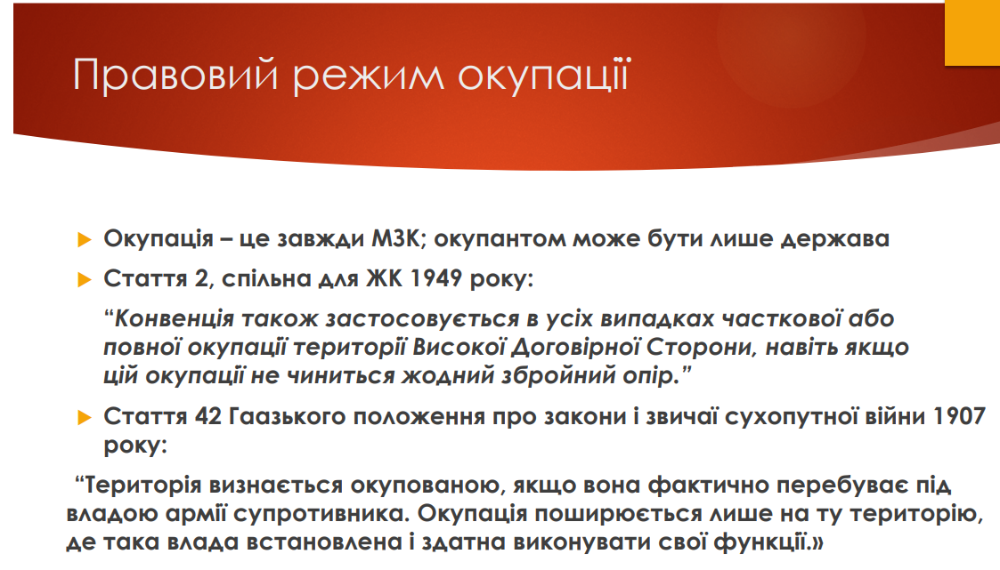 Правовий режим окупації
Окупація – це завжди МЗК; окупантом може бути лише держава
Стаття 2, спільна для ЖК 1949 року:
“Конвенція також застосовується в усіх випадках часткової або
повної окупації території Високої Договірної Сторони, навіть якщо
цій окупації не чиниться жодний збройний опір.”
Стаття 42 Гаазького положення про закони і звичаї сухопутної війни 1907
року:
“Територія визнається окупованою, якщо вона фактично перебуває під
владою армії супротивника. Окупація поширюється лише на ту територію,
де така влада встановлена і здатна виконувати свої функції.»